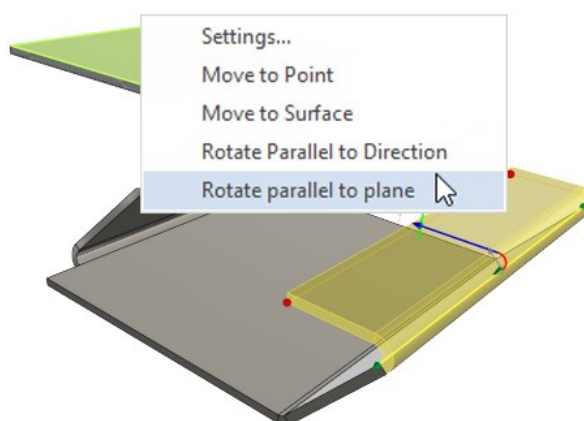 Settings...
Move to Point
Move to Surface
Rotate Parallel to Direction
Rotate parallel to plane